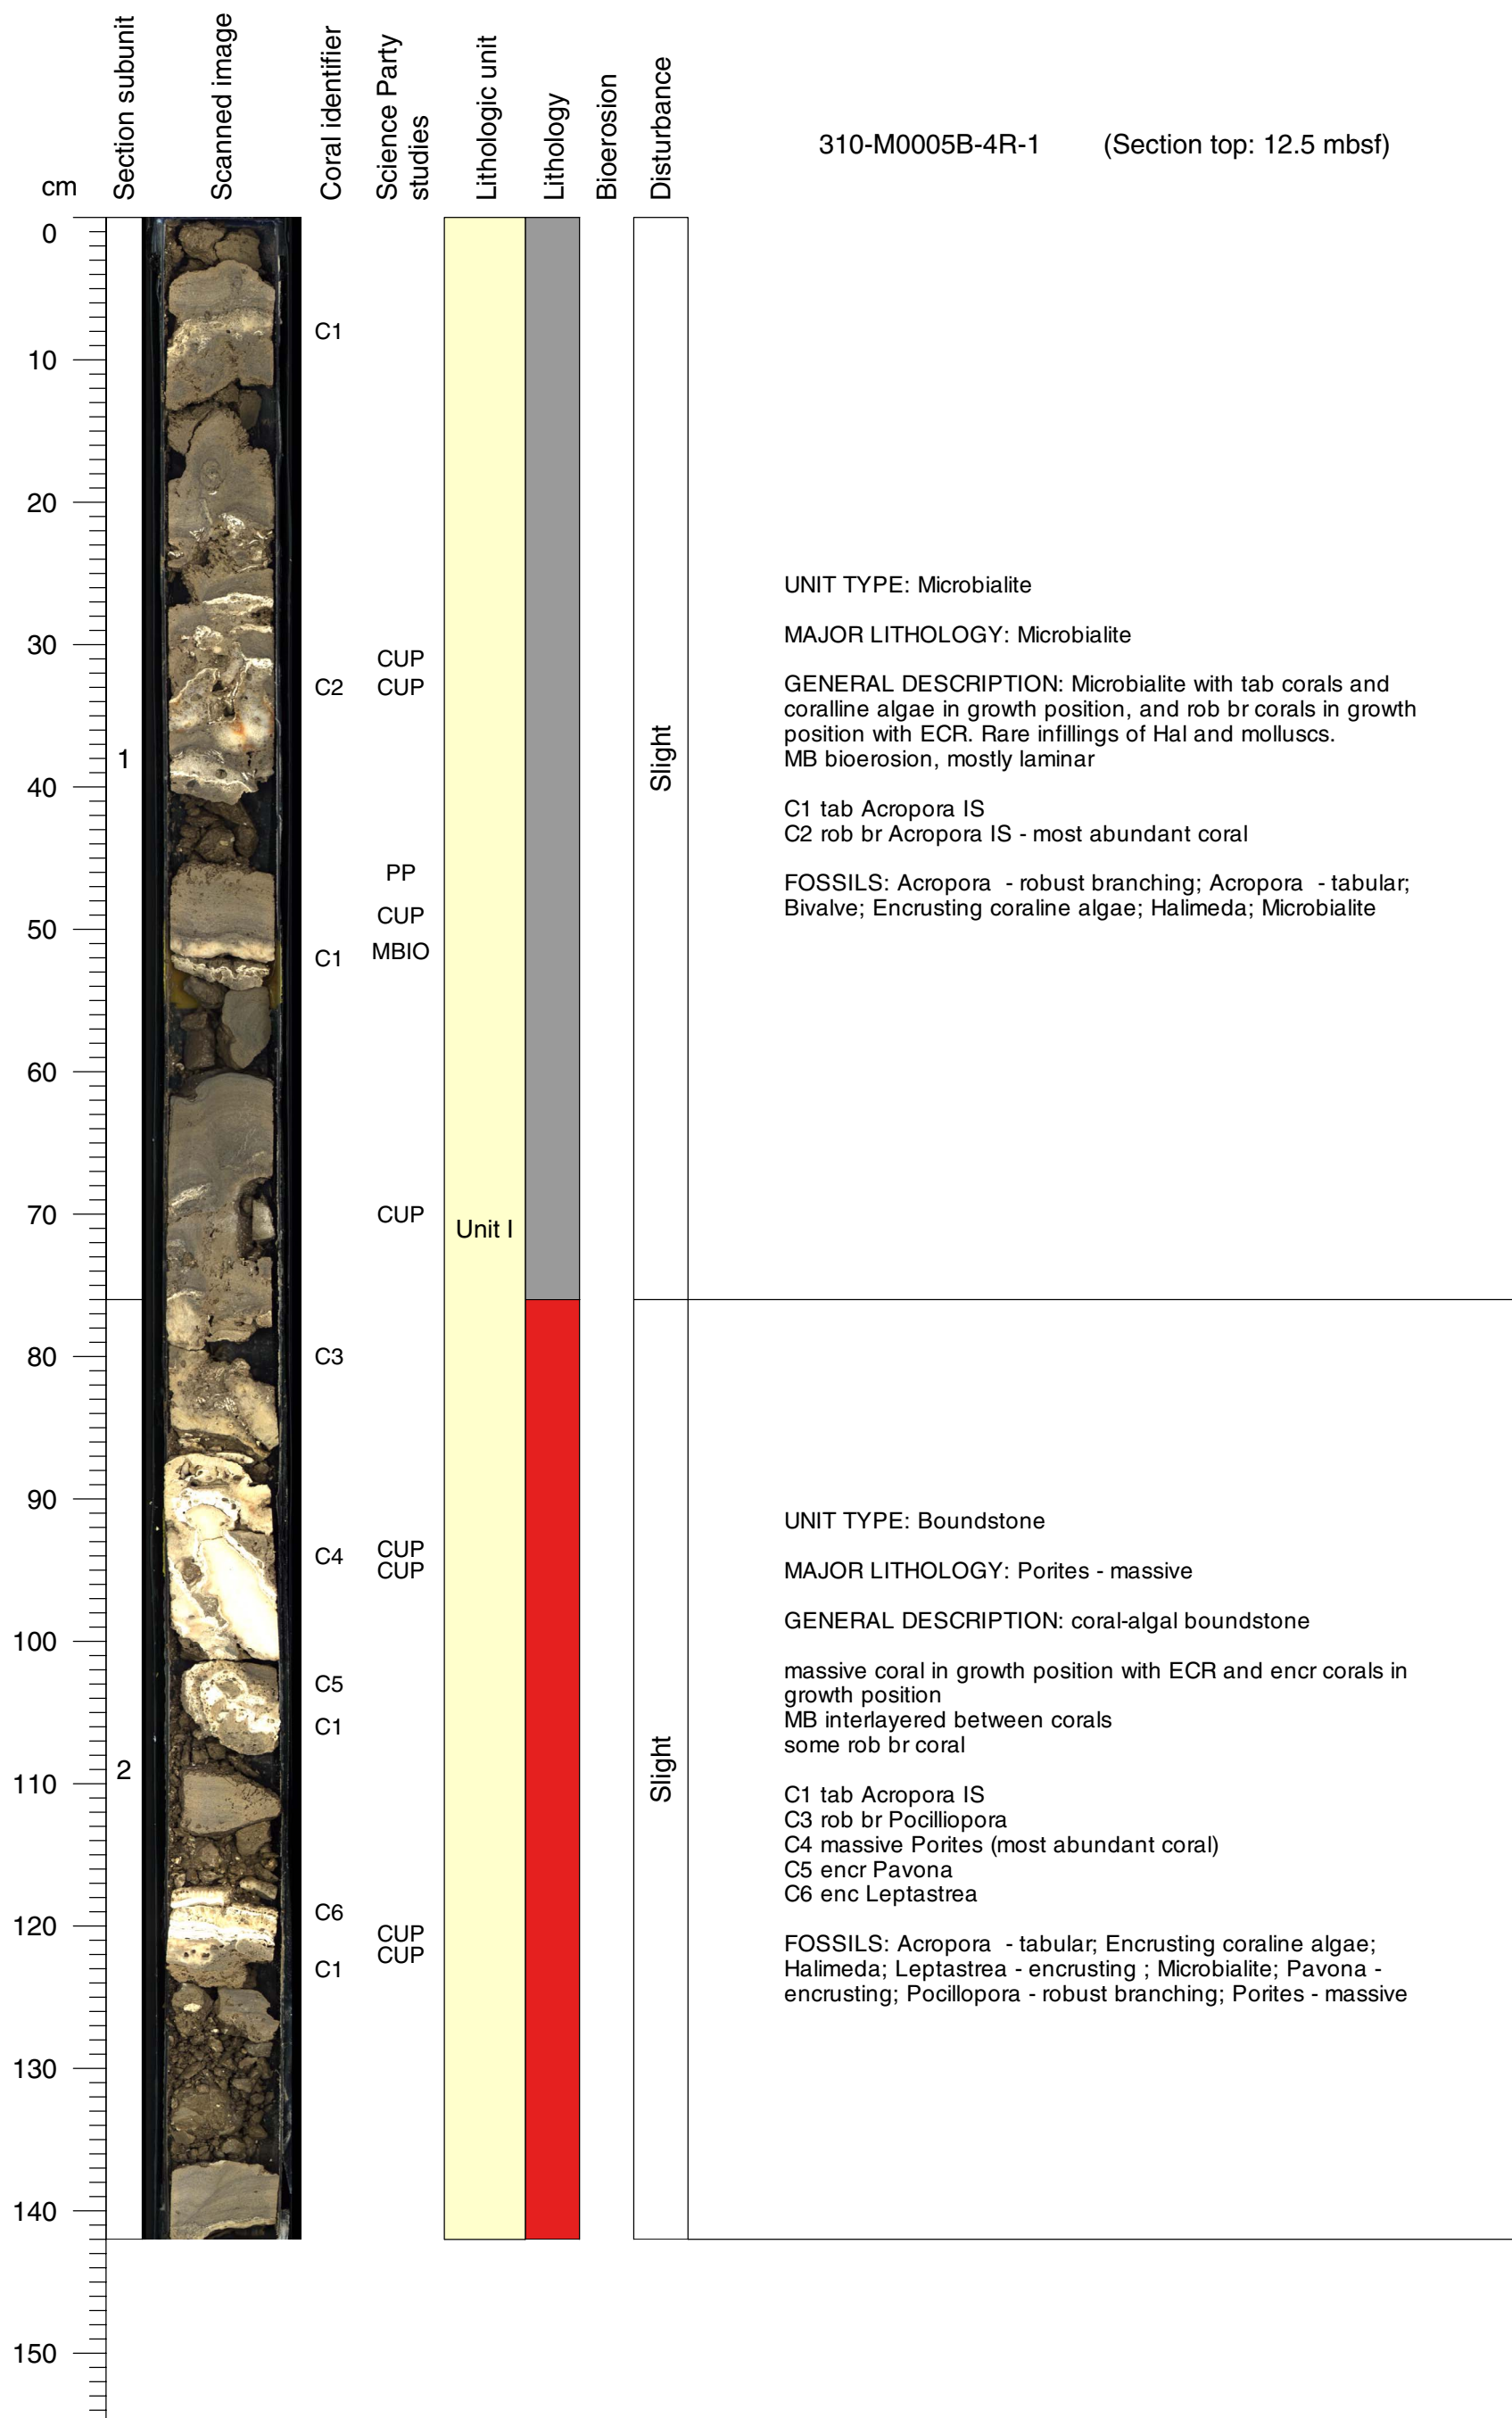 cm
Section subunit
Scanned image
Coral identifier
Science Party
studies
Lithologic unit
Lithology
Bioerosion
Disturbance
310-M0005B-4R-1 (Section top: 12.5 mbsf)
0
10
20
30
40
50
60
70
80
90
100
110
120
130
140
150
1
2
C1
C2
C1
C3
C4
C5
C1
C6
C1
CUP
CUP
PP
CUP
MBIO
CUP
CUP
CUP
CUP
CUP
Unit I
Slight
Slight
UNIT TYPE: Microbialite
MAJOR LITHOLOGY: Microbialite
GENERAL DESCRIPTION: Microbialite with tab corals and
coralline algae in growth position, and rob br corals in growth
position with ECR. Rare infillings of Hal and molluscs.
MB bioerosion, mostly laminar
C1 tab Acropora IS
C2 rob br Acropora IS - most abundant coral
FOSSILS: Acropora - robust branching; Acropora - tabular;
Bivalve; Encrusting coraline algae; Halimeda; Microbialite
UNIT TYPE: Boundstone
MAJOR LITHOLOGY: Porites - massive
GENERAL DESCRIPTION: coral-algal boundstone
massive coral in growth position with ECR and encr corals in
growth position
MB interlayered between corals
some rob br coral
C1 tab Acropora IS
C3 rob br Pocilliopora
C4 massive Porites (most abundant coral)
C5 encr Pavona
C6 enc Leptastrea
FOSSILS: Acropora - tabular; Encrusting coraline algae;
Halimeda; Leptastrea - encrusting ; Microbialite; Pavona -
encrusting; Pocillopora - robust branching; Porites - massive